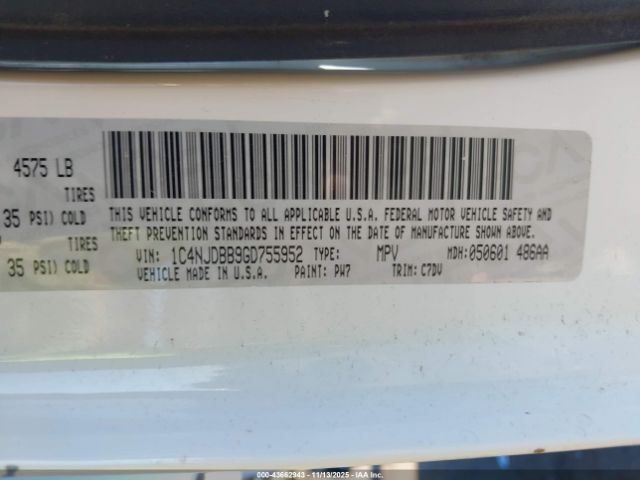 4575 LB
TIRES
35 PSI) COLD
TIRES
35 PSI) COLD
THIS VEHICLE CONFORMS TO ALL APPLICABLE U.S.A. FEDERAL MOTOR VEHICLE SAFETY AND
THEFT PREVENTION STANDARDS IN EFFECT ON THE DATE OF MANUFACTURE SHOWN ABOVE.
VIN: 1C4NJDBB9GD755952 TYPE: MPV MDH:050601 486AA
VEHICLE MADE IN U.S.A. PAINT: PW7 TRIM: C7DV
© IAA 43662943 - 11/13/2025 - IAAI.COM